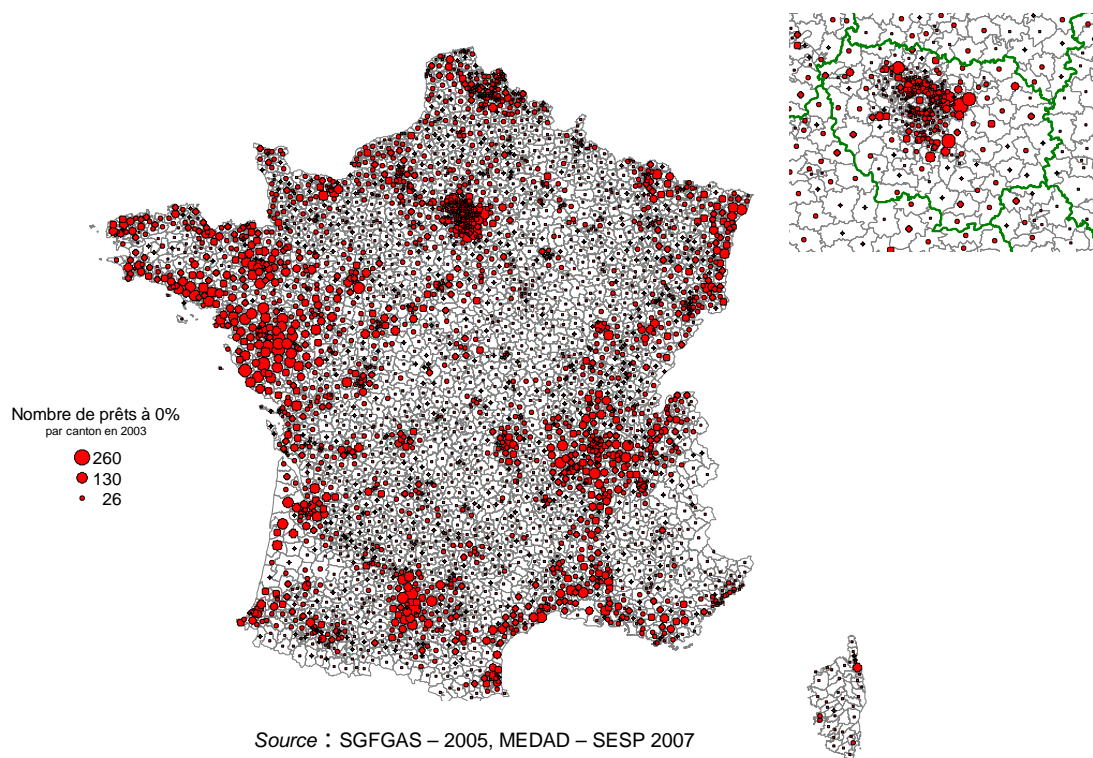 Nombre de prêts à 0%
par canton en 2003
260
130
26
Source : SGFGAS – 2005, MEDAD – SESP 2007